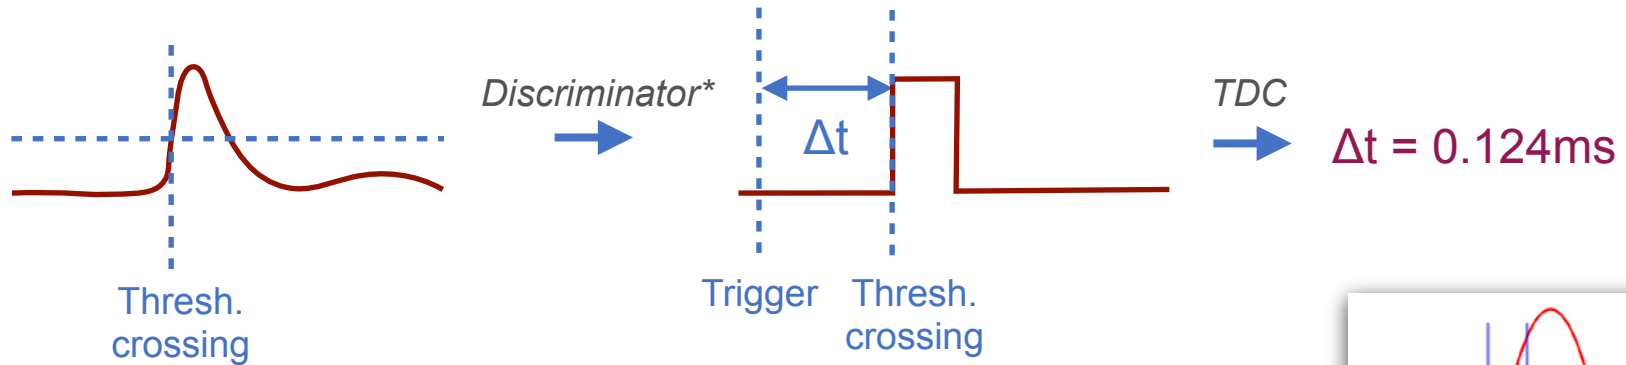 Discriminator*
TDC
Δt
Δt = 0.124ms
Thresh.
crossing
Trigger
Thresh.
crossing